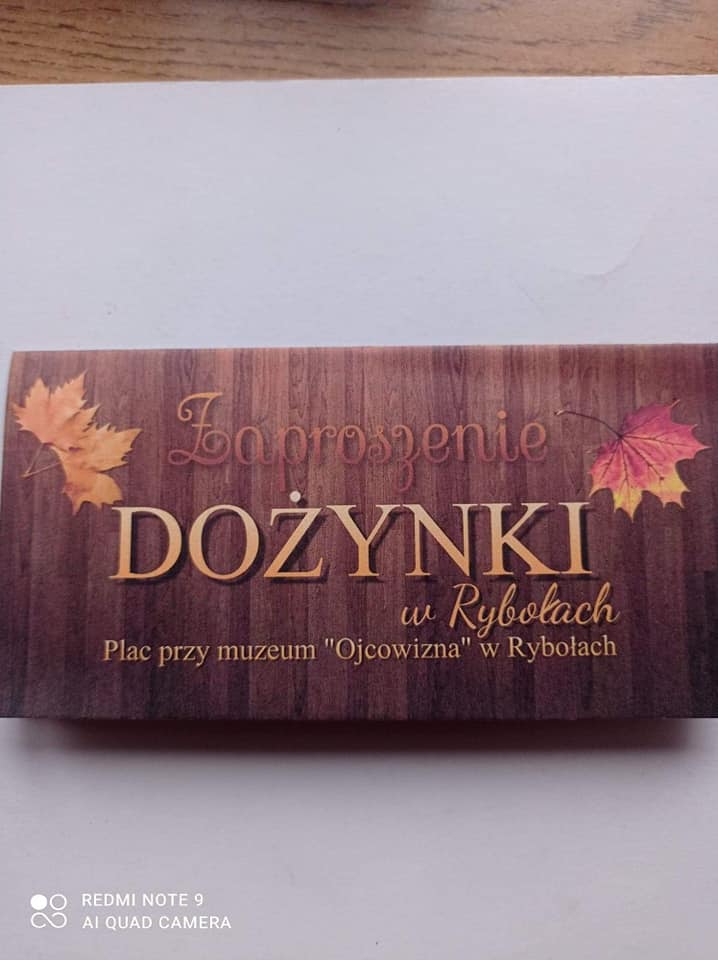 Zaproszenie
DOŻYNKI
w Rybołach
Plac przy muzeum "Ojcowizna" w Rybołach
REDMI NOTE 9
AI QUAD CAMERA